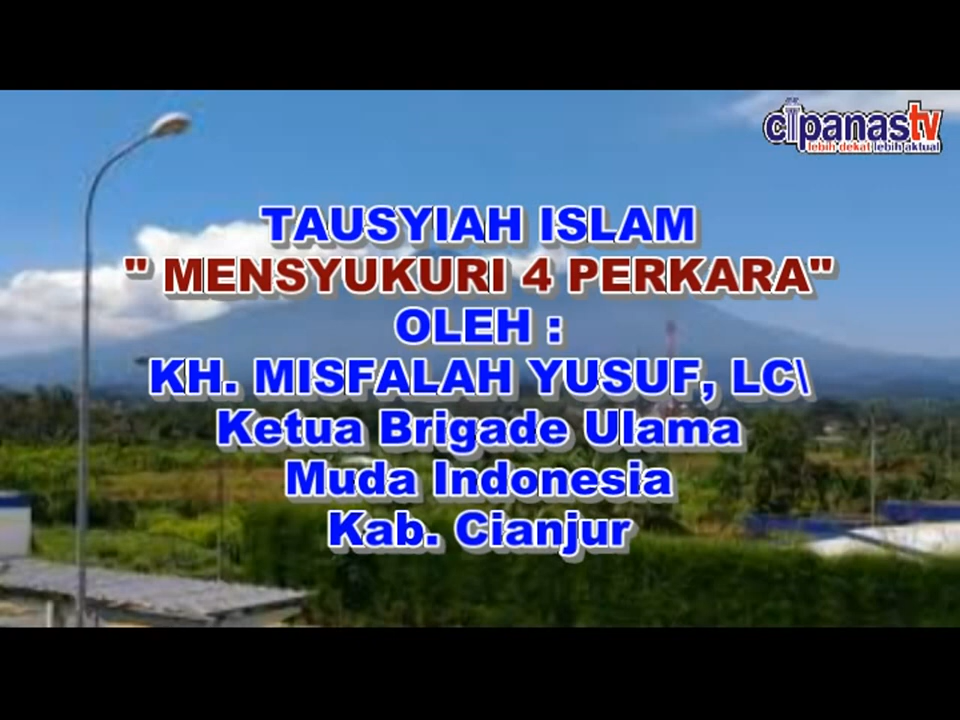 cipanastv
lebih dekat lebih aktual
TAUSYIAH ISLAM
" MENSYUKURI 4 PERKARA"
OLEH :
KH. MISFALAH YUSUF, LC\
Ketua Brigade Ulama
Muda Indonesia
Kab. Cianjur